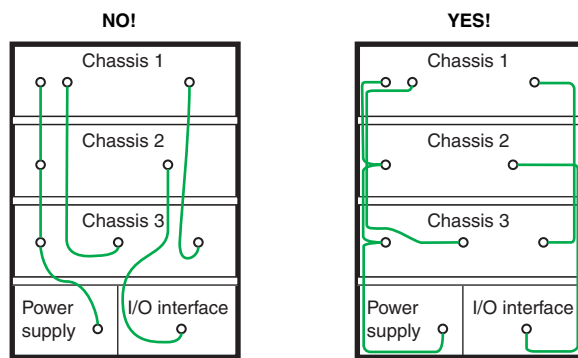 NO!
Chassis 1
Chassis 2
Chassis 3
Power
supply
I/O interface
YES!
Chassis 1
Chassis 2
Chassis 3
Power
supply
I/O interface